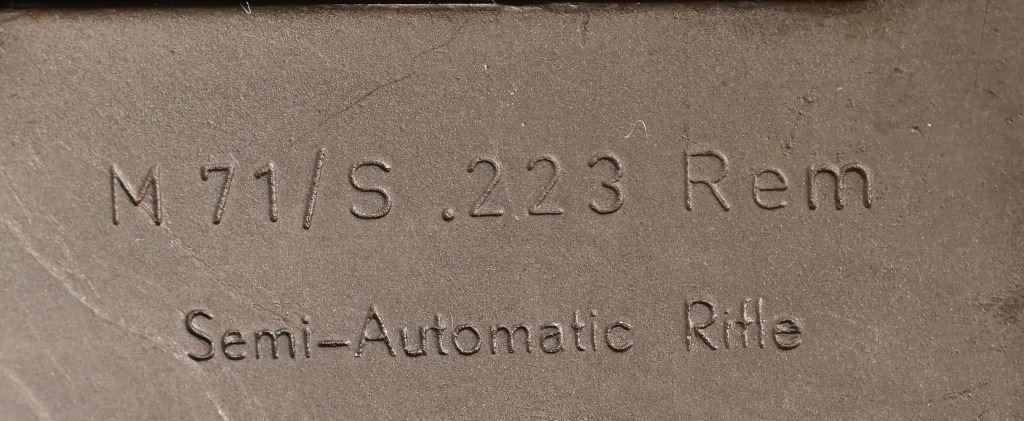 M 71/S .223 Rem
Semi-Automatic Rifle